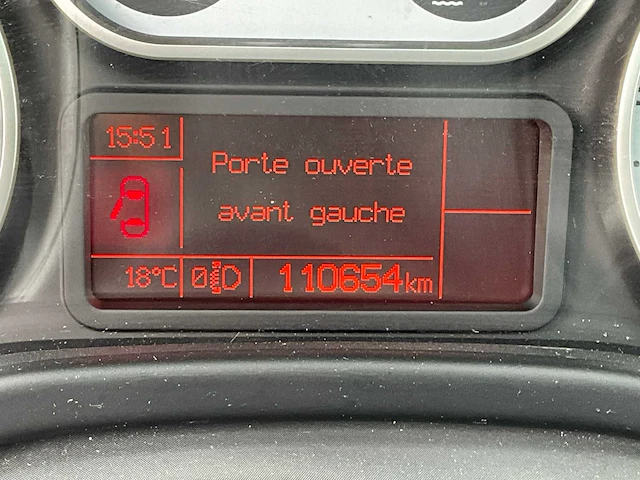 15:51
Porte ouverte
avant gauche
18°C 0 110654km